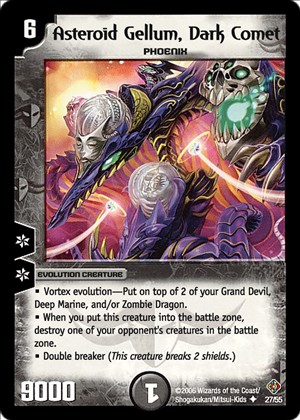 6
Asteroid Gellum, Dark Comet
PHOENIX
EVOLUTION CREATURE
▪ Vortex evolution—Put on top of 2 of your Grand Devil,
Deep Marine, and/or Zombie Dragon.
▪ When you put this creature into the battle zone,
destroy one of your opponent's creatures in the battle
zone.
▪ Double breaker (This creature breaks 2 shields.)
9000
1
©2006 Wizards of the Coast/
Shogakukan/Mitsui-Kids ♦ 27/55